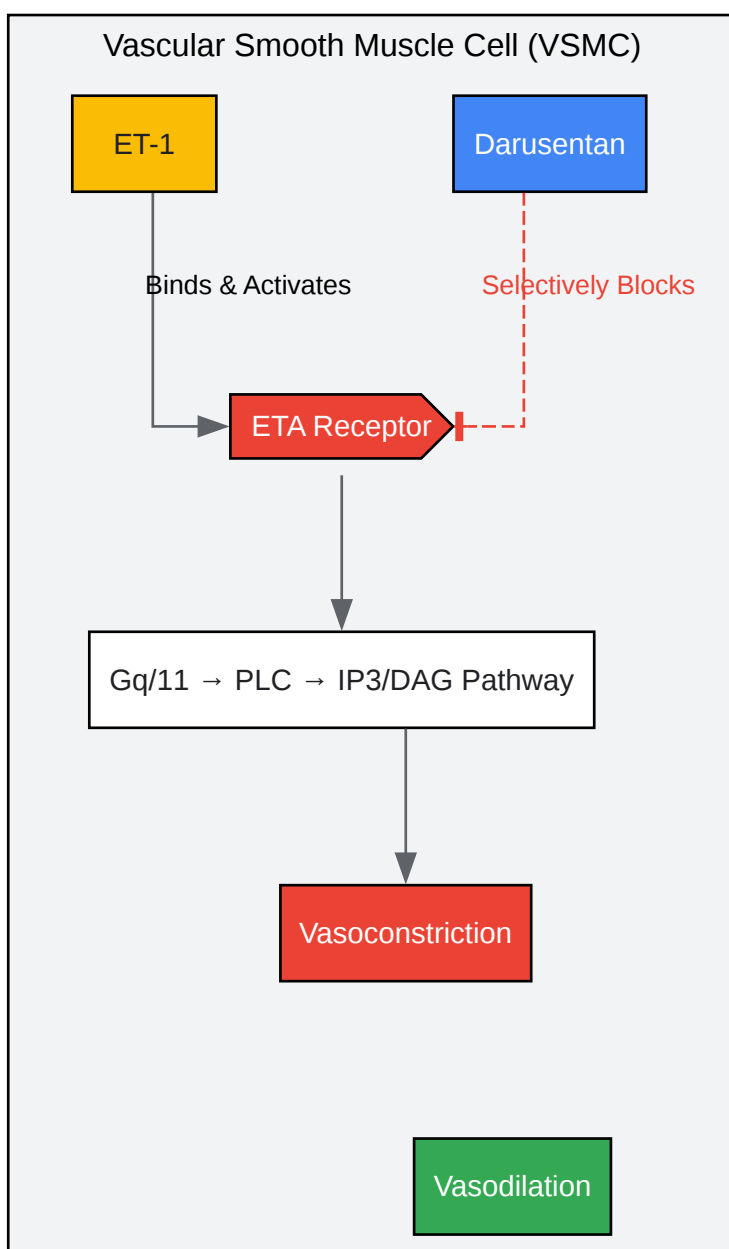 Vascular Smooth Muscle Cell (VSMC)
ET-1
Darusentan
Binds & Activates
Selectively Blocks
ETA Receptor
Gq/11 → PLC → IP3/DAG Pathway
Vasoconstriction
Vasodilation